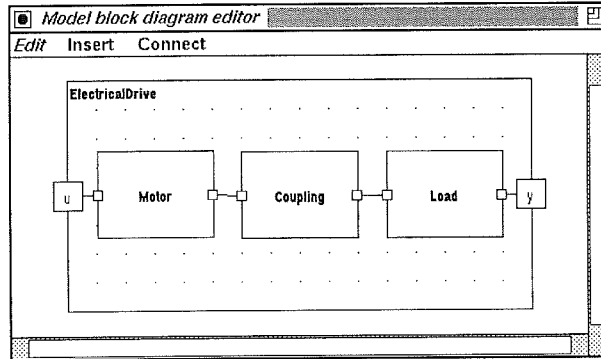 Model block diagram editor
Edit Insert Connect
ElectricalDrive
u Motor Coupling Load y